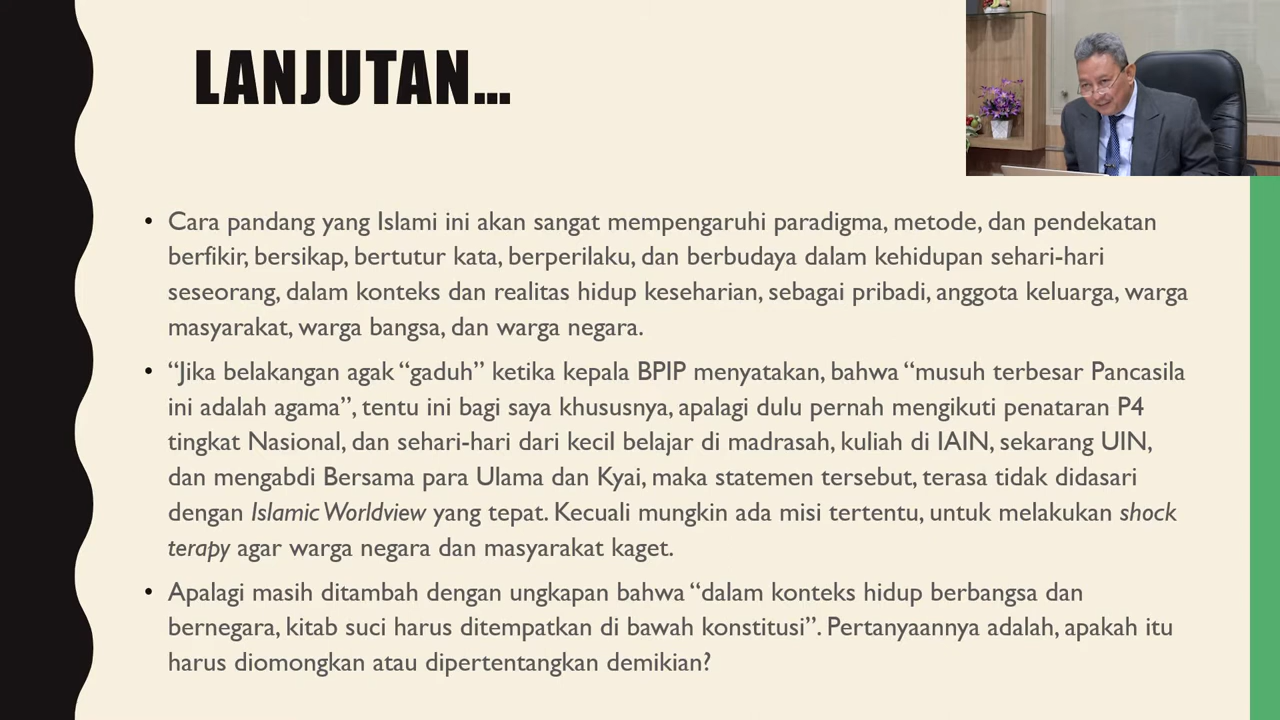 LANJUTAN...
• Cara pandang yang Islami ini akan sangat mempengaruhi paradigma, metode, dan pendekatan
berfikir, bersikap, bertutur kata, berperilaku, dan berbudaya dalam kehidupan sehari-hari
seseorang, dalam konteks dan realitas hidup keseharian, sebagai pribadi, anggota keluarga, warga
masyarakat, warga bangsa, dan warga negara.
• “Jika belakangan agak “gaduh” ketika kepala BPIP menyatakan, bahwa “musuh terbesar Pancasila
ini adalah agama”, tentu ini bagi saya khususnya, apalagi dulu pernah mengikuti penataran P4
tingkat Nasional, dan sehari-hari dari kecil belajar di madrasah, kuliah di IAIN, sekarang UIN,
dan mengabdi Bersama para Ulama dan Kyai, maka statemen tersebut, terasa tidak didasari
dengan Islamic Worldview yang tepat. Kecuali mungkin ada misi tertentu, untuk melakukan shock
terapy agar warga negara dan masyarakat kaget.
• Apalagi masih ditambah dengan ungkapan bahwa “dalam konteks hidup berbangsa dan
bernegara, kitab suci harus ditempatkan di bawah konstitusi”. Pertanyaannya adalah, apakah itu
harus diomongkan atau dipertentangkan demikian?